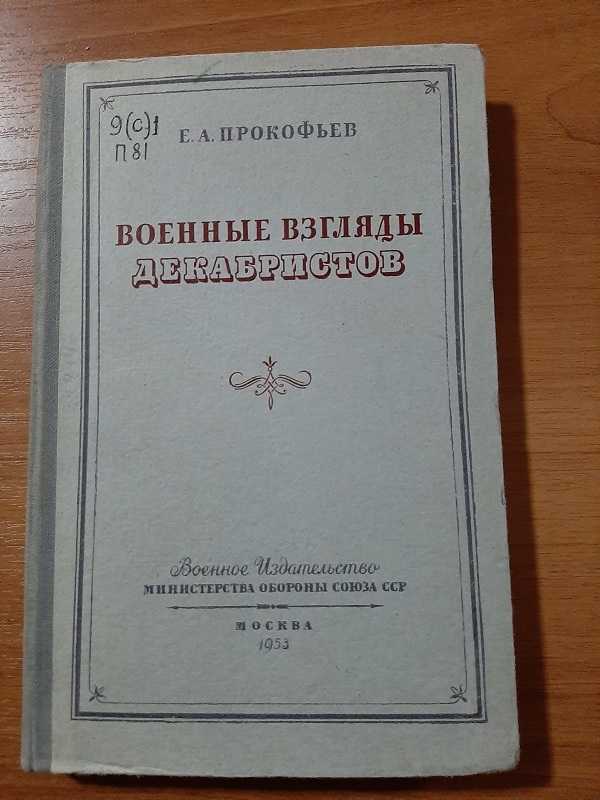 9(с)1
П81
Е. А. ПРОКОФЬЕВ
ВОЕННЫЕ ВЗГЛЯДЫ
ДЕКАБРИСТОВ
Военное Издательство
МИНИСТЕРСТВА ОБОРОНЫ СОЮЗА ССР
МОСКВА
1953